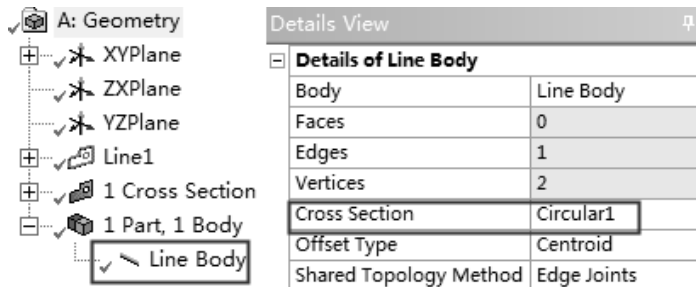 A: Geometry
XYPlane
ZXPlane
YZPlane
Line1
1 Cross Section
1 Part, 1 Body
Line Body
Details View
Details of Line Body
Body Line Body
Faces 0
Edges 1
Vertices 2
Cross Section Circular1
Offset Type Centroid
Shared Topology Method Edge Joints